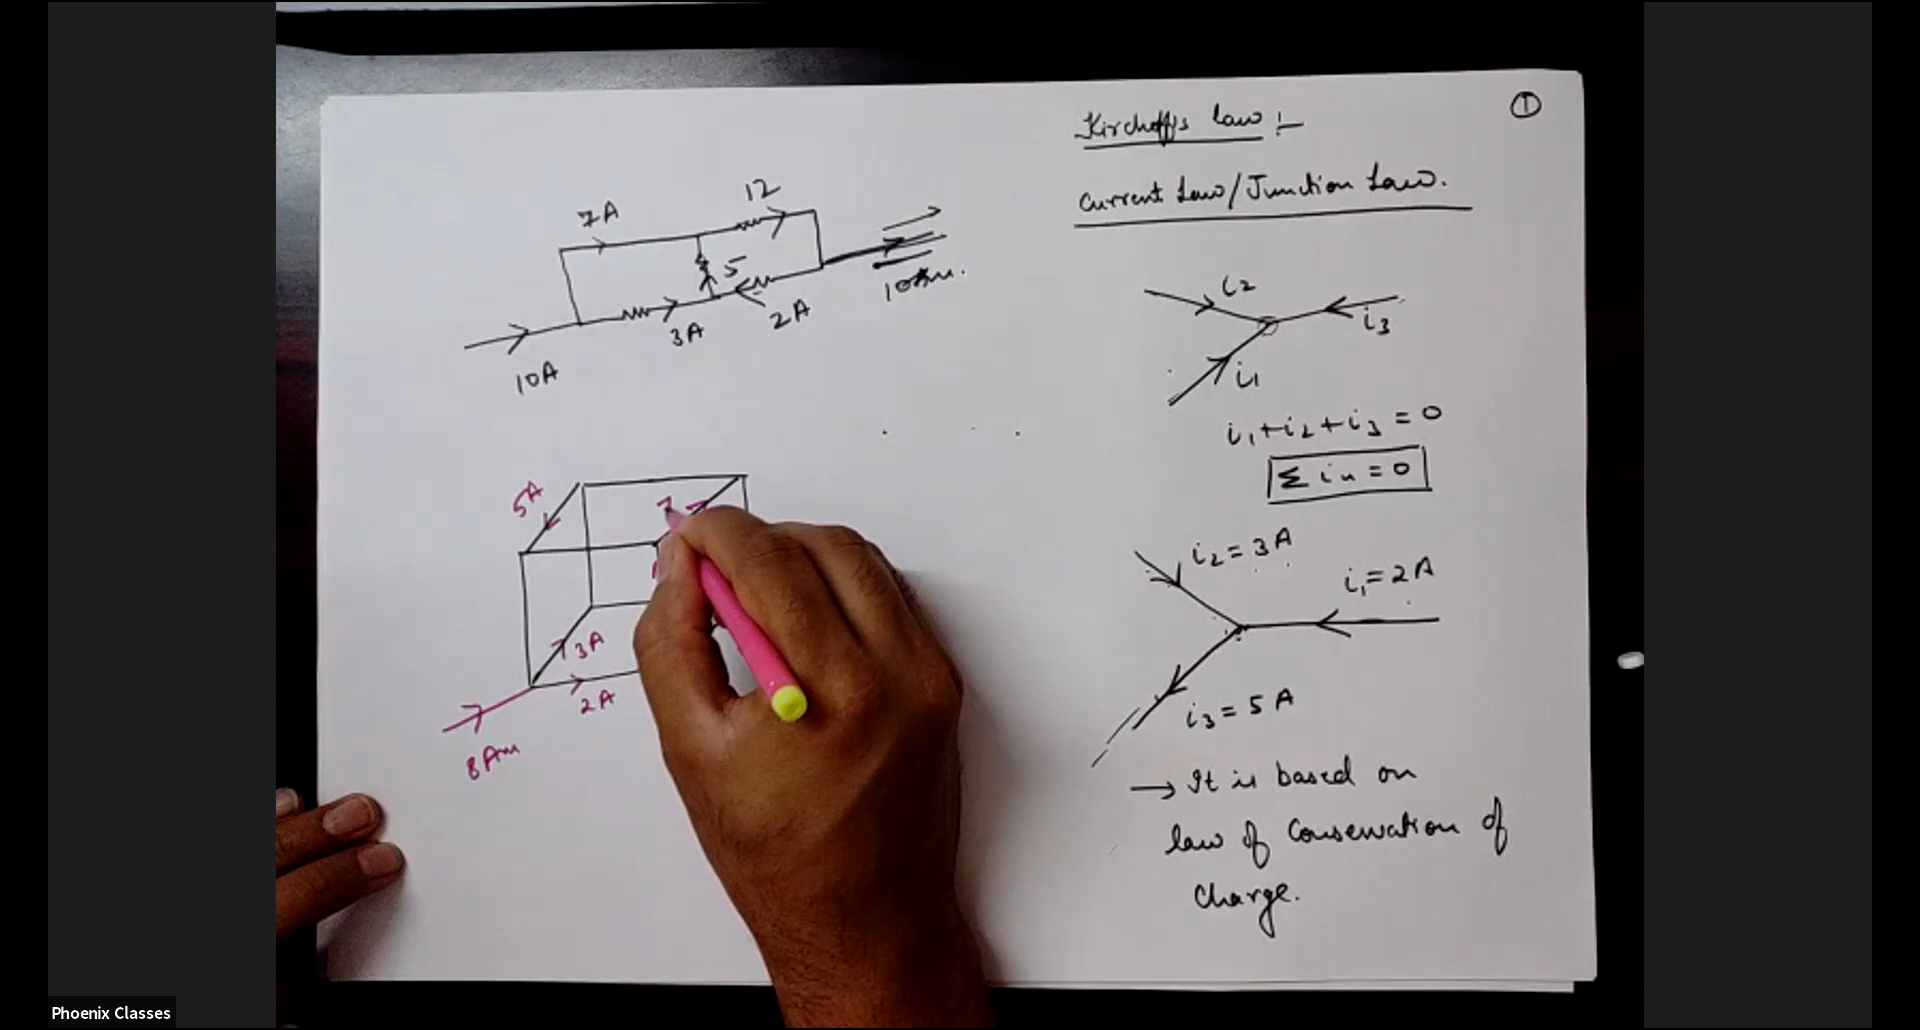 ①
Kirchoffs law :-
Current Law/Junction Law.
i2
i3
i1
i1+i2+i3 = 0
Σ in = 0
i2 = 3A
i1 = 2A
i3 = 5A
→ It is based on
law of Conservation of
Charge.
7A
12
5
3A
2A
10A
5A
3A
2A
8Am
Phoenix Classes